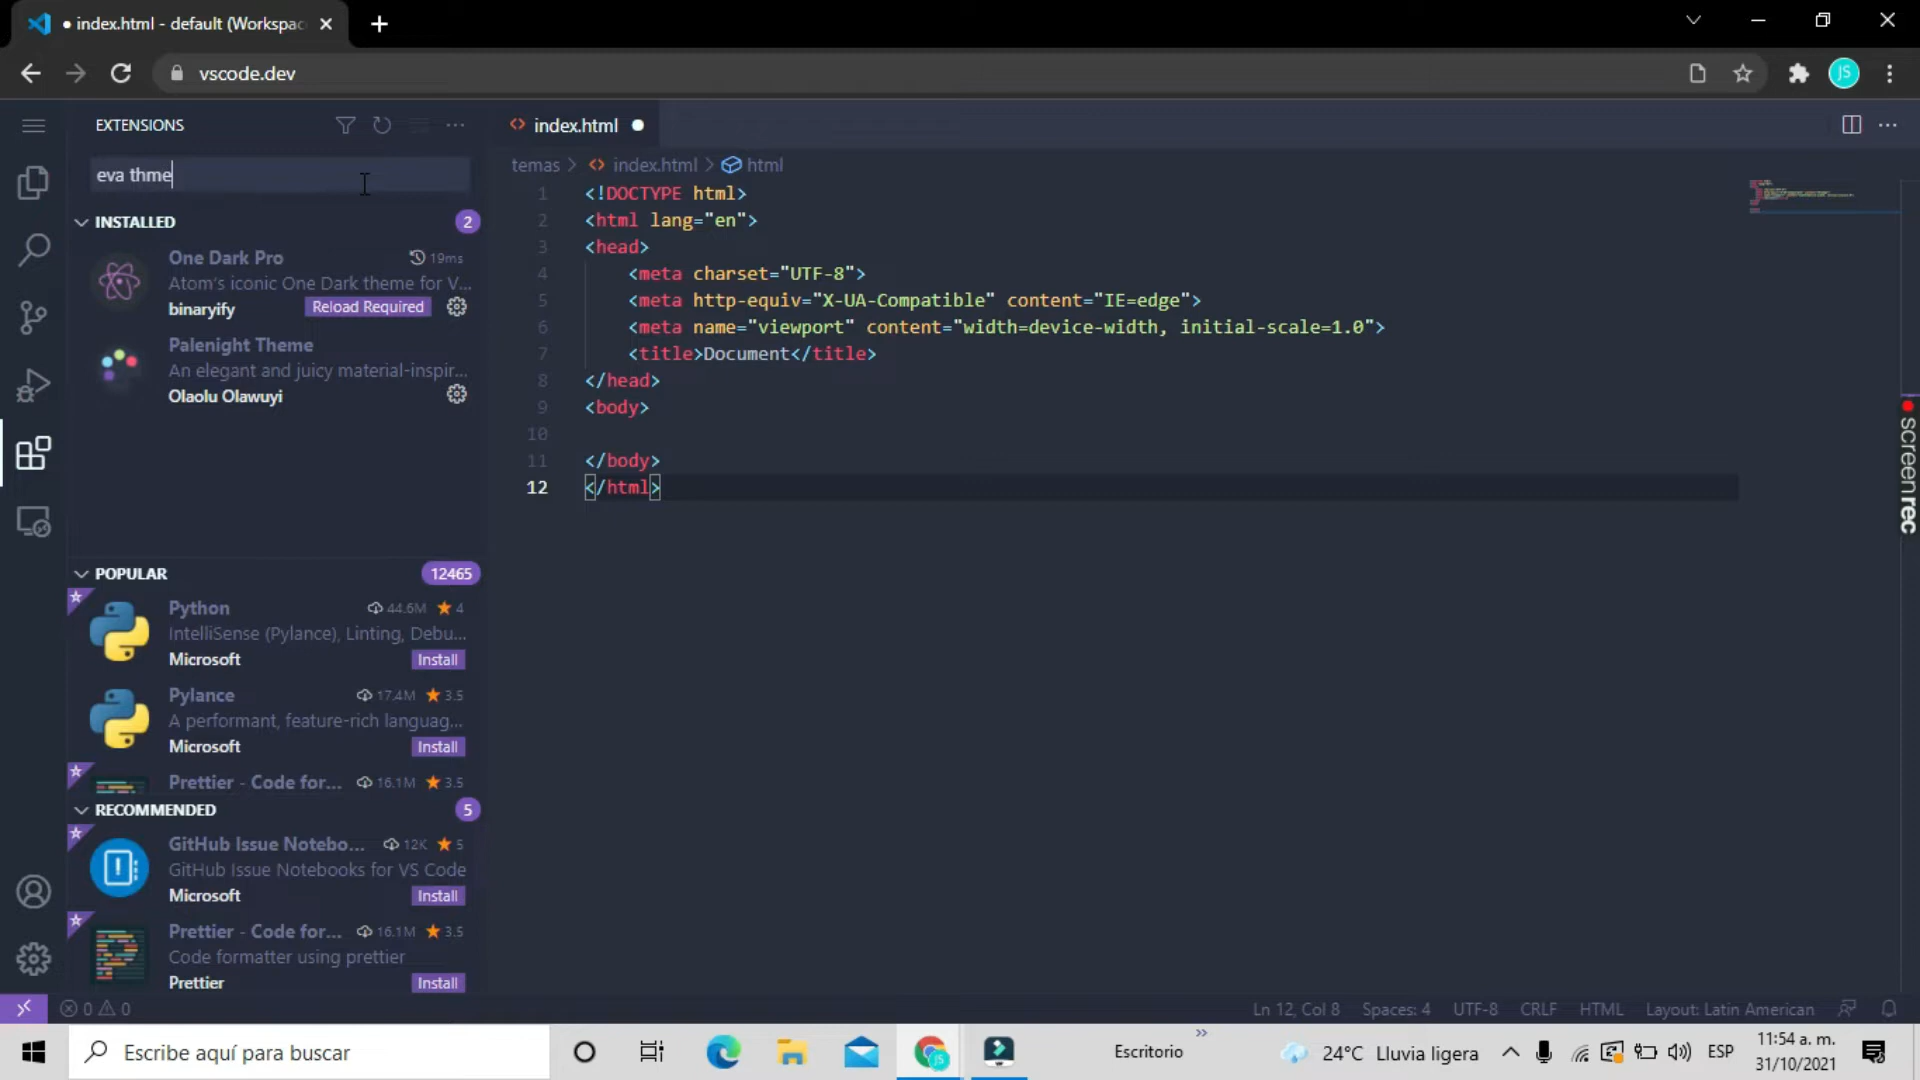 index.html - default (Workspac
vscode.dev
JS
EXTENSIONS
eva thme
INSTALLED
2
One Dark Pro
19ms
Atom's iconic One Dark theme for V...
binaryify
Reload Required
Palenight Theme
An elegant and juicy material-inspir...
Olaolu Olawuyi
POPULAR
12465
Python
44.6M
4
IntelliSense (Pylance), Linting, Debu...
Microsoft
Install
Pylance
17.4M
3.5
A performant, feature-rich languag...
Microsoft
Install
Prettier - Code for...
16.1M
3.5
RECOMMENDED
5
GitHub Issue Notebo...
12K
5
GitHub Issue Notebooks for VS Code
Microsoft
Install
Prettier - Code for...
16.1M
3.5
Code formatter using prettier
Prettier
Install
index.html
temas > index.html > html
1 <!DOCTYPE html>
2 <html lang="en">
3 <head>
4 <meta charset="UTF-8">
5 <meta http-equiv="X-UA-Compatible" content="IE=edge">
6 <meta name="viewport" content="width=device-width, initial-scale=1.0">
7 <title>Document</title>
8 </head>
9 <body>
10
11 </body>
12 </html>
screenrec
0 0
Ln 12, Col 8
Spaces: 4
UTF-8
CRLF
HTML
Layout: Latin American
Escribe aquí para buscar
JS
Escritorio
24°C Lluvia ligera
ESP
11:54 a. m.
31/10/2021